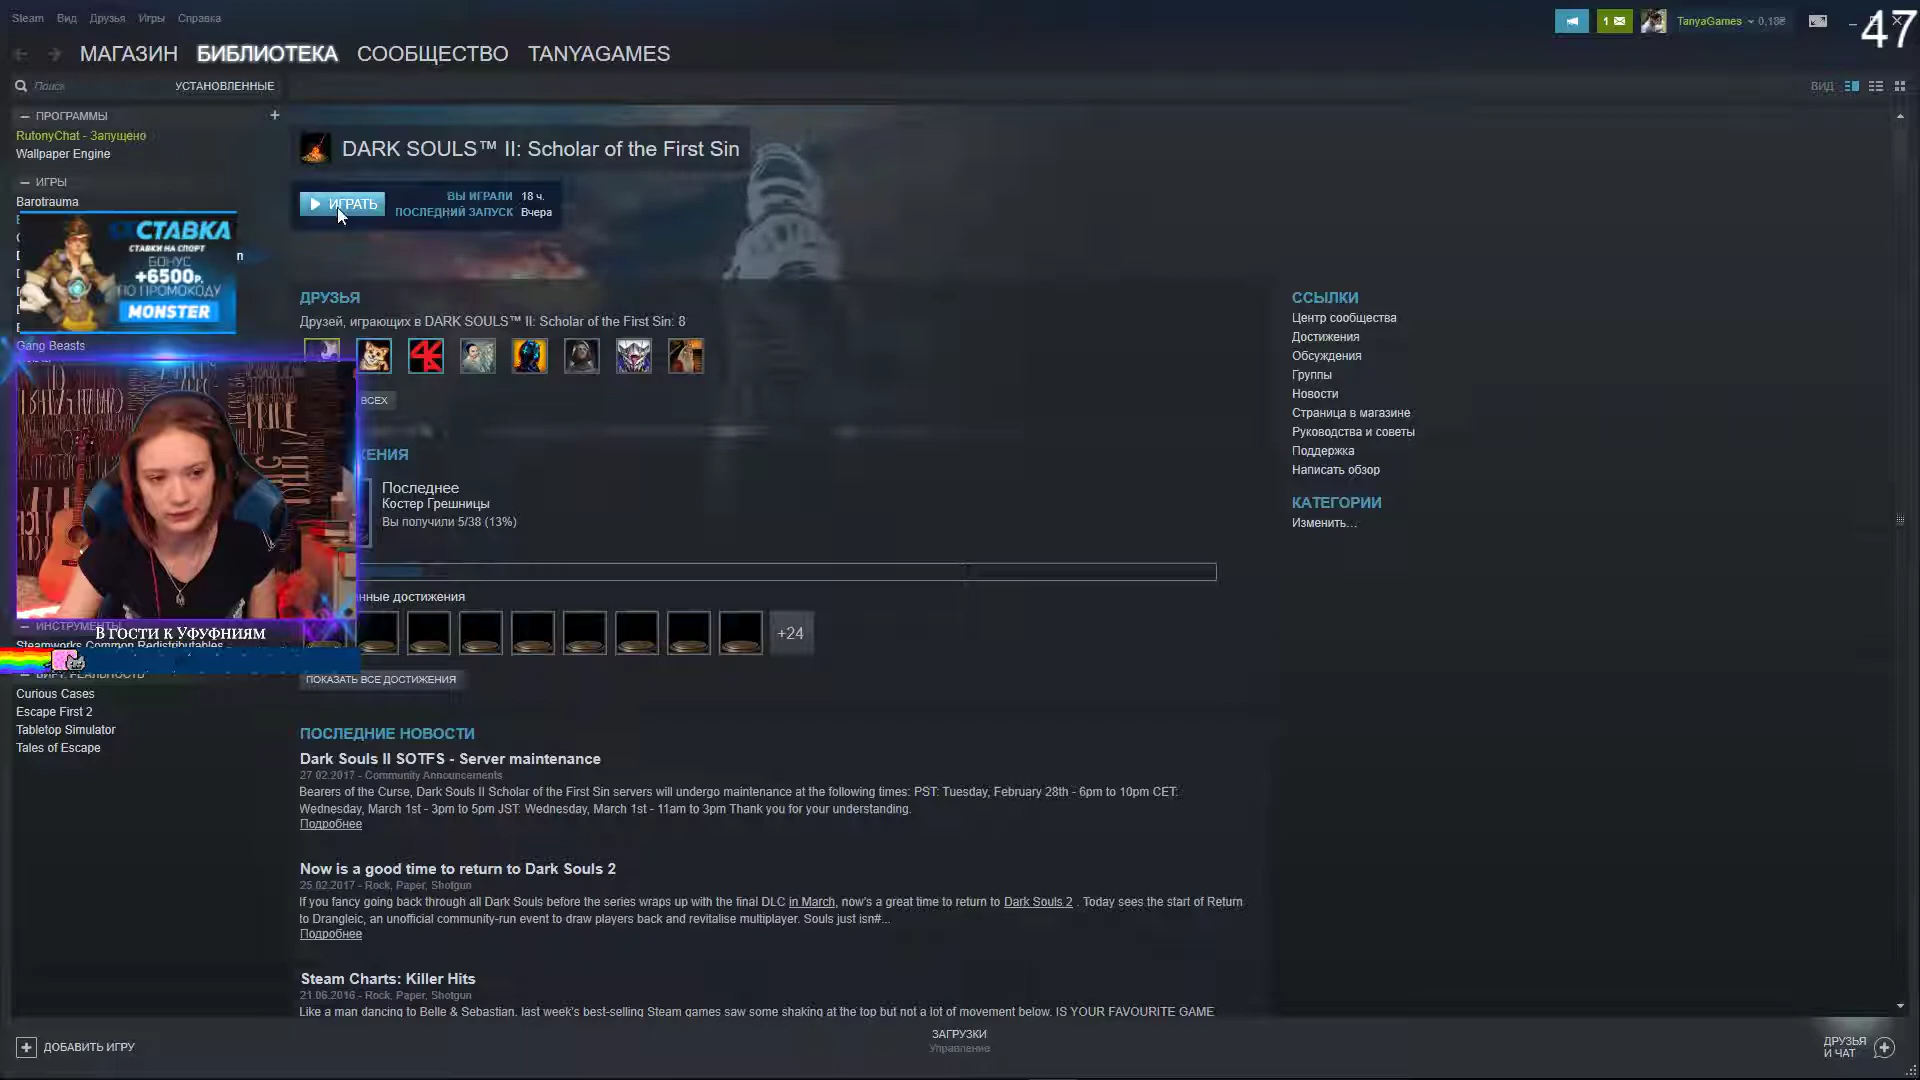 Steam Вид Друзья Игры Справка
1
TanyaGames
0,18₴
47
МАГАЗИН БИБЛИОТЕКА СООБЩЕСТВО TANYAGAMES
Поиск
УСТАНОВЛЕННЫЕ
ВИД
— ПРОГРАММЫ +
RutonyChat - Запущено
Wallpaper Engine
— ИГРЫ
Barotrauma
СТАВКА
СТАВКИ НА СПОРТ
БОНУС
+6500Р.
ПО ПРОМОКОДУ
MONSTER
Gang Beasts
В ГОСТИ К УФУФНИЯМ
— ИНСТРУМЕНТЫ
Steamworks Common Redistributables
— ВИРТ. РЕАЛЬНОСТЬ
Curious Cases
Escape First 2
Tabletop Simulator
Tales of Escape
DARK SOULS™ II: Scholar of the First Sin
ИГРАТЬ
ВЫ ИГРАЛИ 18 ч.
ПОСЛЕДНИЙ ЗАПУСК Вчера
ДРУЗЬЯ
Друзей, играющих в DARK SOULS™ II: Scholar of the First Sin: 8
4K
ВСЕХ
ЖЕНИЯ
Последнее
Костер Грешницы
Вы получили 5/38 (13%)
нные достижения
+24
ПОКАЗАТЬ ВСЕ ДОСТИЖЕНИЯ
ПОСЛЕДНИЕ НОВОСТИ
Dark Souls II SOTFS - Server maintenance
27.02.2017 - Community Announcements
Bearers of the Curse, Dark Souls II Scholar of the First Sin servers will undergo maintenance at the following times: PST: Tuesday, February 28th - 6pm to 10pm CET:
Wednesday, March 1st - 3pm to 5pm JST: Wednesday, March 1st - 11am to 3pm Thank you for your understanding.
Подробнее
Now is a good time to return to Dark Souls 2
25.02.2017 - Rock, Paper, Shotgun
If you fancy going back through all Dark Souls before the series wraps up with the final DLC in March, now's a great time to return to Dark Souls 2 . Today sees the start of Return
to Drangleic, an unofficial community-run event to draw players back and revitalise multiplayer. Souls just isn#...
Подробнее
Steam Charts: Killer Hits
21.06.2016 - Rock, Paper, Shotgun
Like a man dancing to Belle & Sebastian, last week's best-selling Steam games saw some shaking at the top but not a lot of movement below. IS YOUR FAVOURITE GAME
ССЫЛКИ
Центр сообщества
Достижения
Обсуждения
Группы
Новости
Страница в магазине
Руководства и советы
Поддержка
Написать обзор
КАТЕГОРИИ
Изменить...
ДОБАВИТЬ ИГРУ
ЗАГРУЗКИ
Управление
ДРУЗЬЯ
И ЧАТ